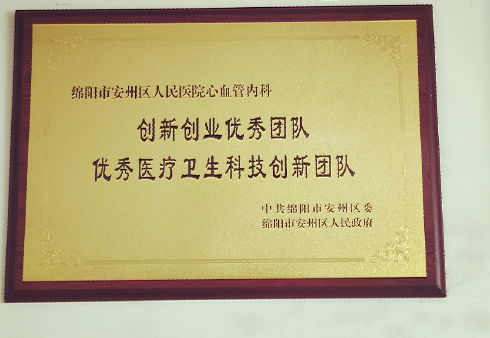 绵阳市安州区人民医院心血管内科
创新创业优秀团队
优秀医疗卫生科技创新团队
中共绵阳市安州区委
绵阳市安州区人民政府